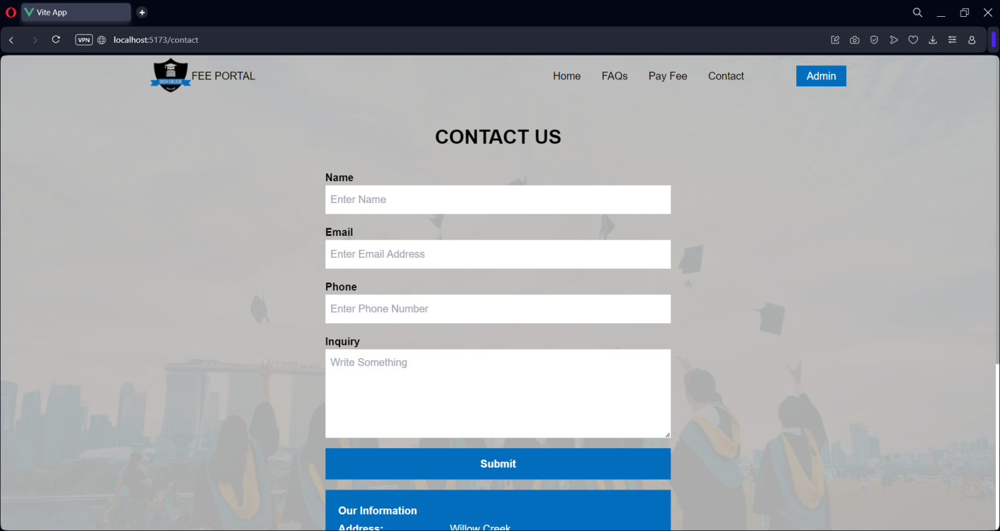 Vite App
VPN
localhost:5173/contact
DASH COLLEGE
FEE PORTAL
Home
FAQs
Pay Fee
Contact
Admin
CONTACT US
Name
Enter Name
Email
Enter Email Address
Phone
Enter Phone Number
Inquiry
Write Something
Submit
Our Information
Address: Willow Creek